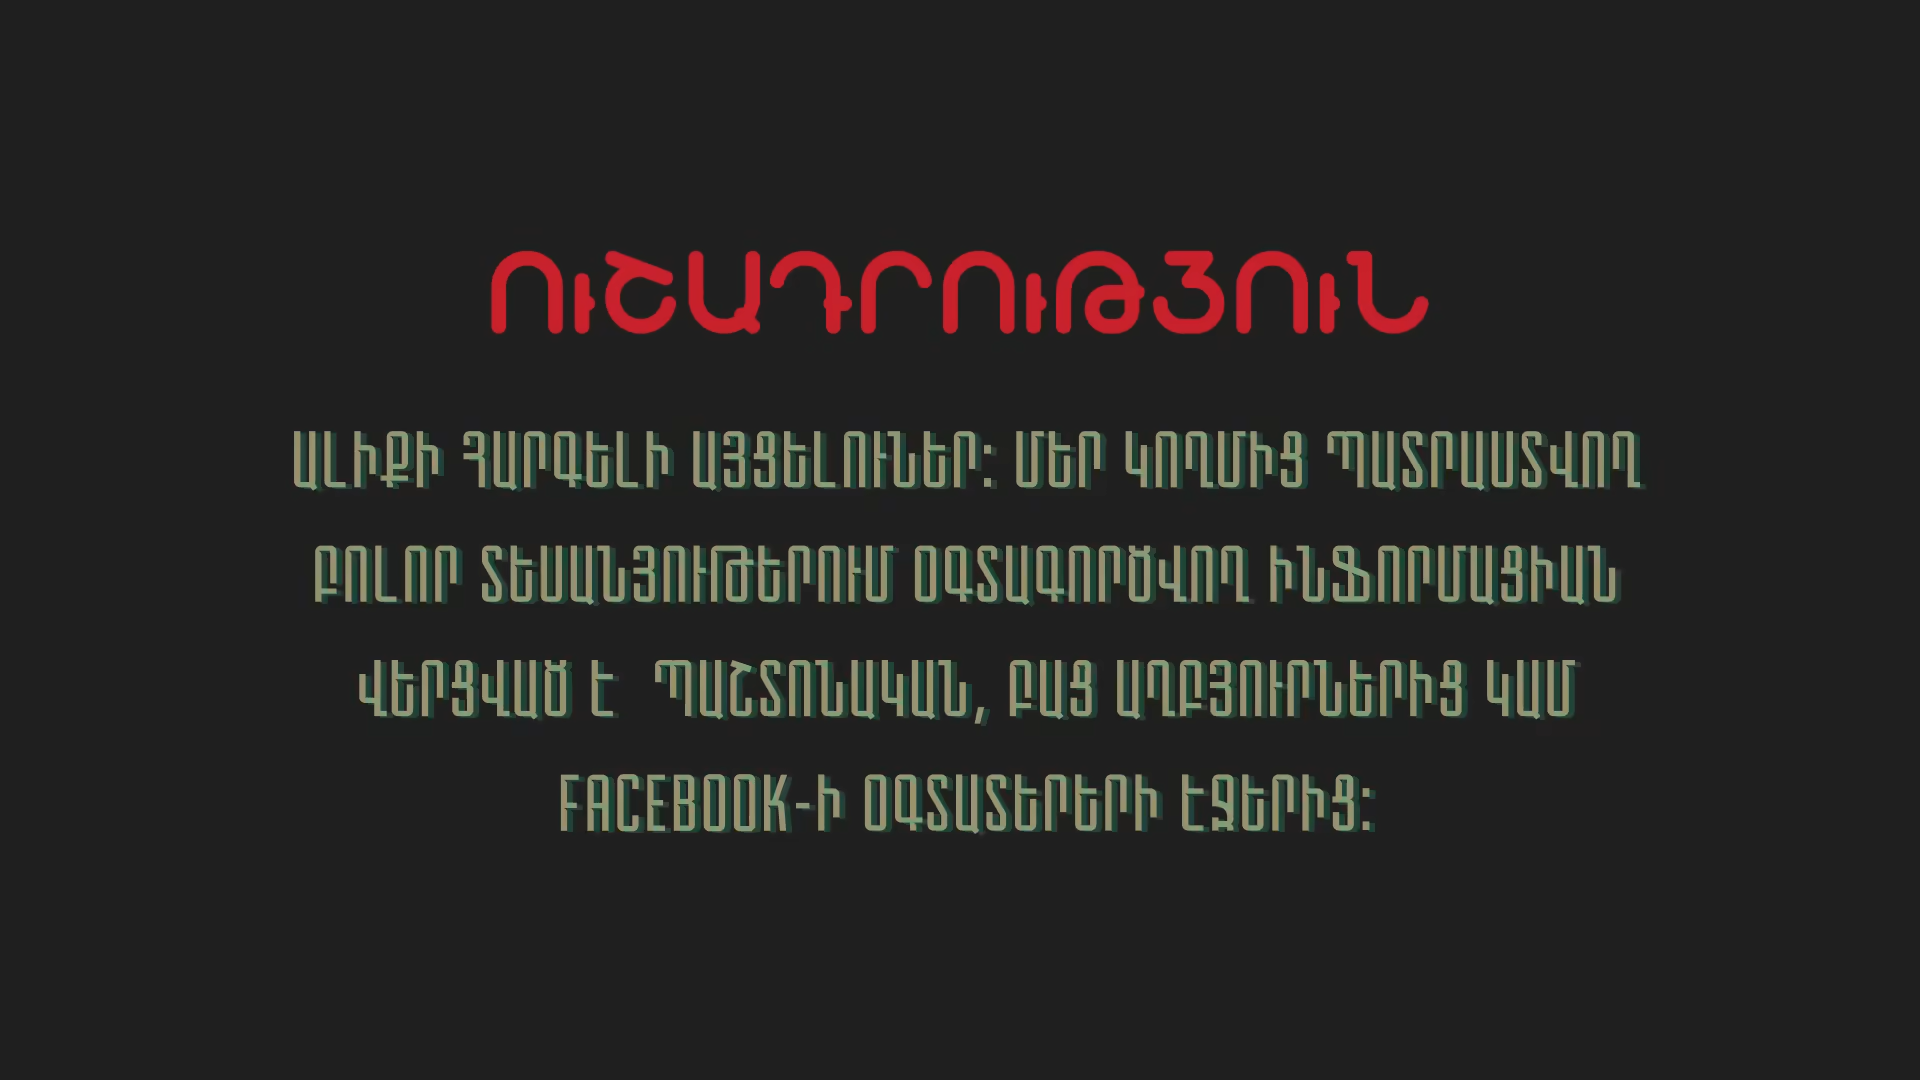 ՈՒՇԱԴՐՈՒԹՅՈՒՆ
ԱԼԻՔԻ ՀԱՐԳԵԼԻ ԱՅՑԵԼՈՒՆԵՐ: ՄԵՐ ԿՈՂՄԻՑ ՊԱՏՐԱՍՏՎՈՂ
ԲՈԼՈՐ ՏԵՍԱՆՅՈՒԹԵՐՈՒՄ ՕԳՏԱԳՈՐԾՎՈՂ ԻՆՖՈՐՄԱՑԻԱՆ
ՎԵՐՑՎԱԾ Է ՊԱՇՏՈՆԱԿԱՆ, ԲԱՑ ԱՂԲՅՈՒՐՆԵՐԻՑ ԿԱՄ
FACEBOOK-Ի ՕԳՏԱՏԵՐԵՐԻ ԷՋԵՐԻՑ: